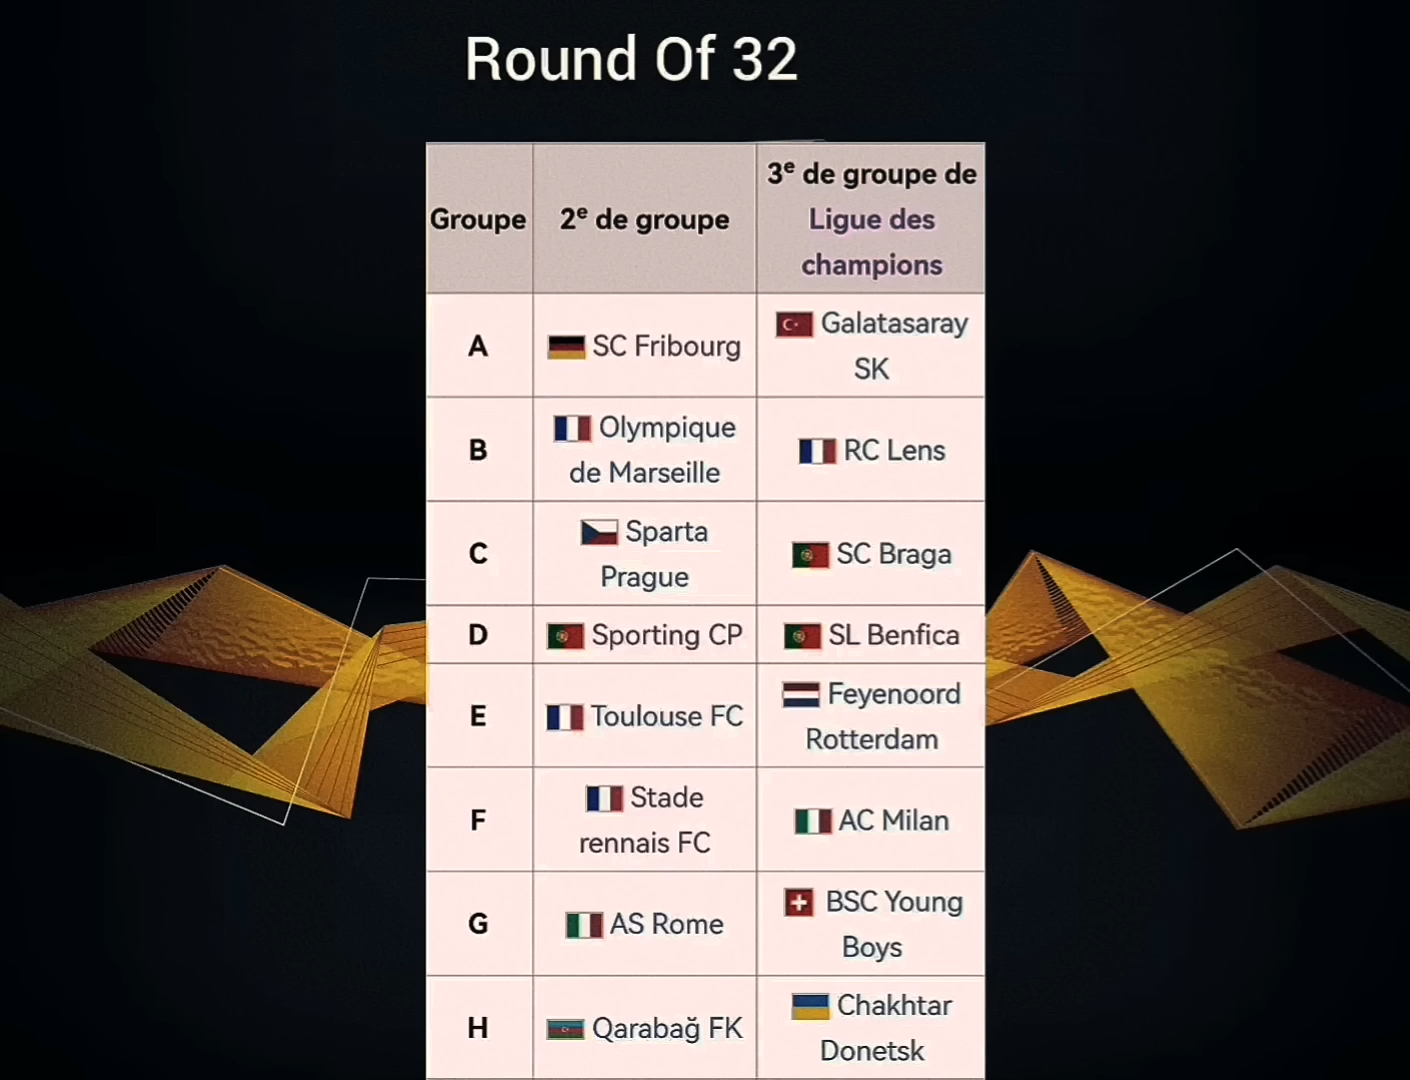 Round Of 32
Groupe
2e de groupe
3e de groupe de
Ligue des
champions
A
SC Fribourg
Galatasaray
SK
B
Olympique
de Marseille
RC Lens
C
Sparta
Prague
SC Braga
D
Sporting CP
SL Benfica
E
Toulouse FC
Feyenoord
Rotterdam
F
Stade
rennais FC
AC Milan
G
AS Rome
BSC Young
Boys
H
Qarabağ FK
Chakhtar
Donetsk